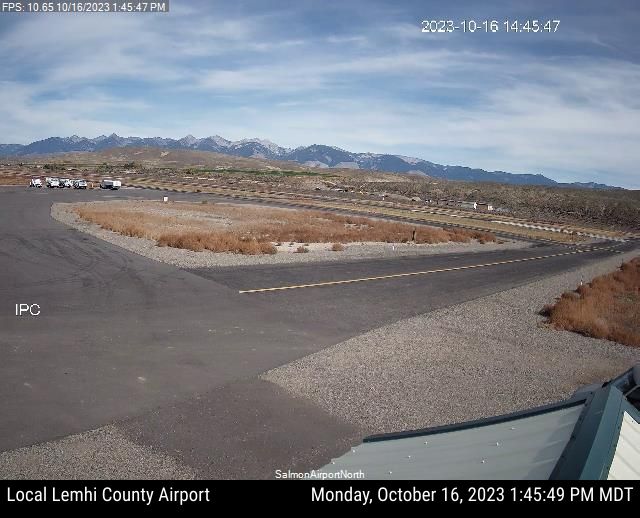 FPS: 10.65 10/16/2023 1:45:47 PM
2023-10-16 14:45:47
IPC
SalmonAirportNorth
Local Lemhi County Airport
Monday, October 16, 2023 1:45:49 PM MDT